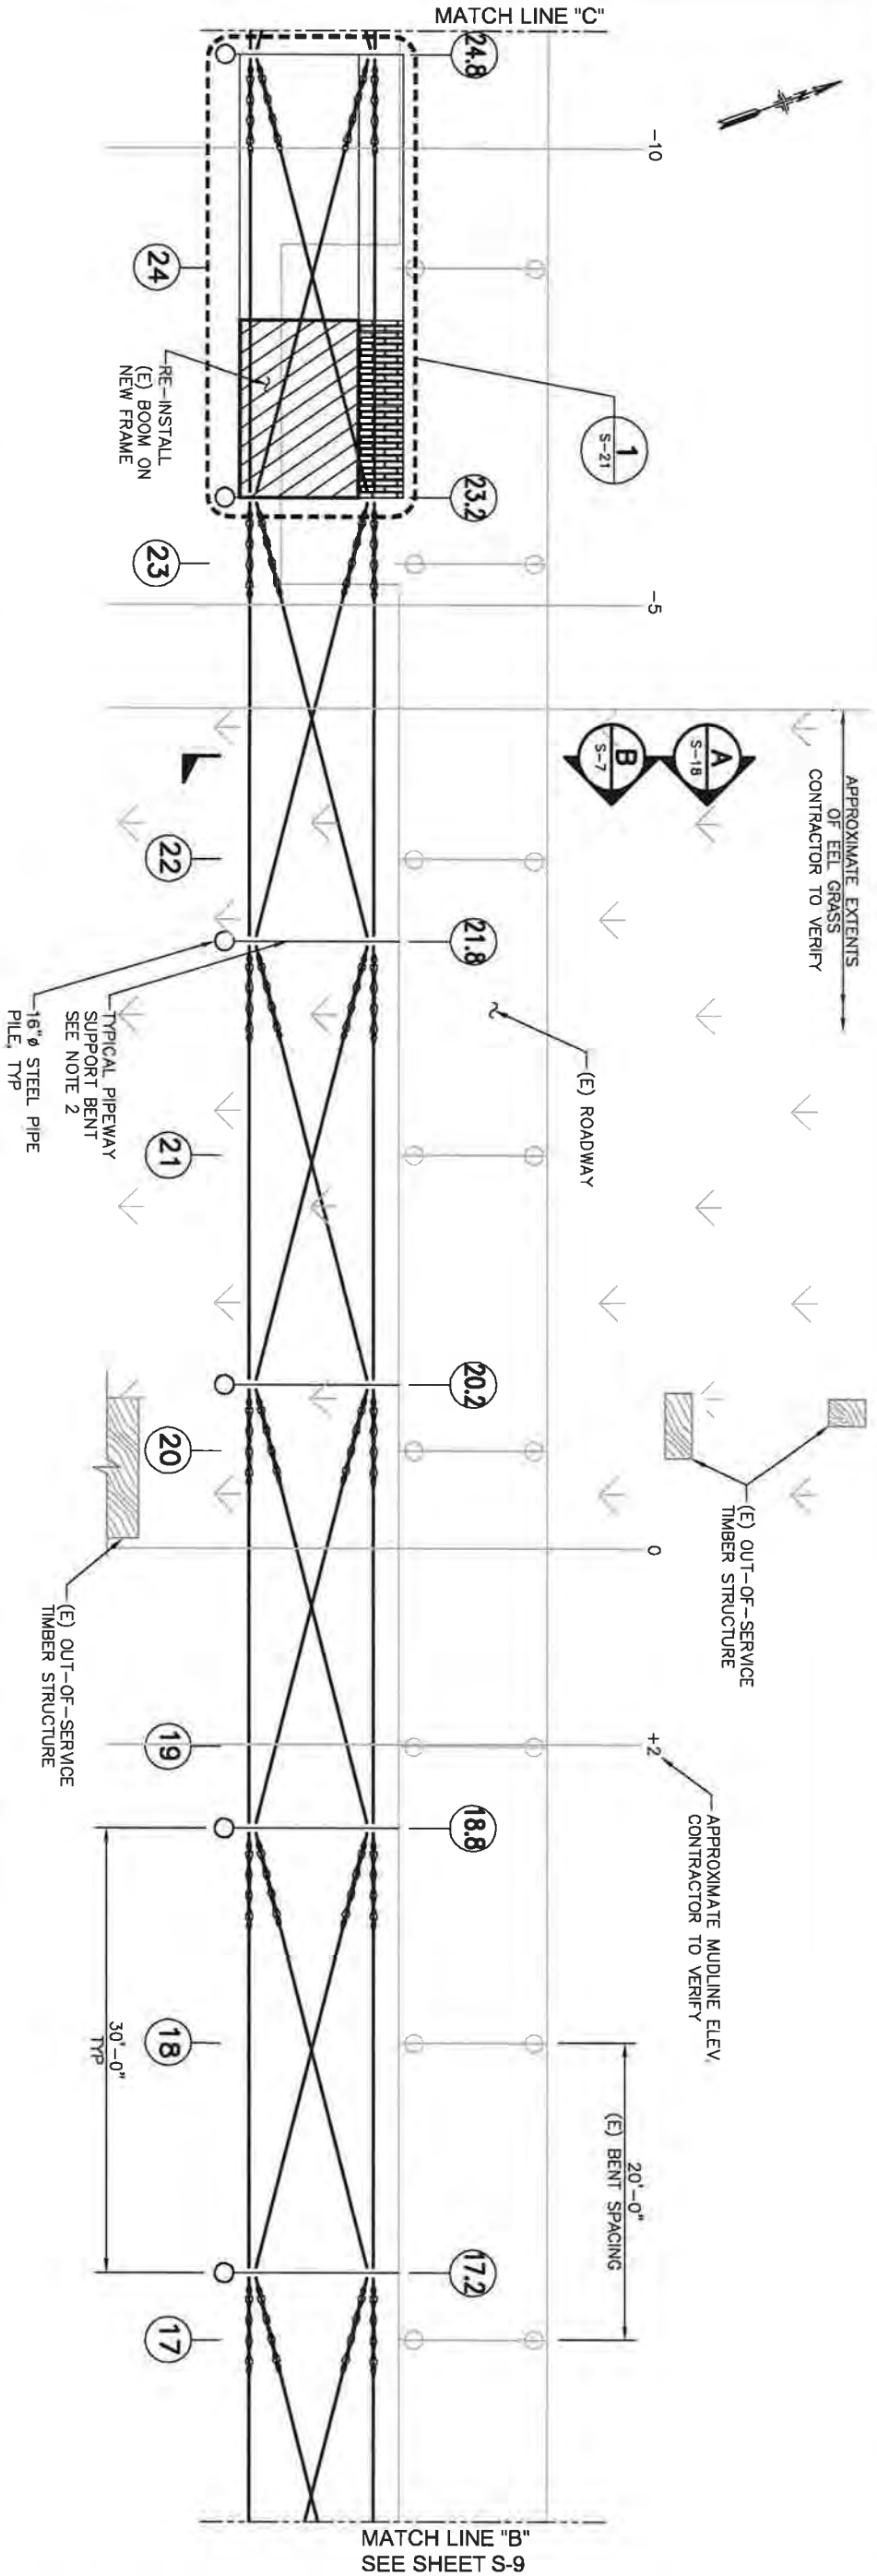 MATCH LINE "C"
24.8
N
-10
24
RE-INSTALL
(E) BOOM ON
NEW FRAME
1
S-21
23.2
23
-5
APPROXIMATE EXTENTS
OF EEL GRASS
CONTRACTOR TO VERIFY
A
S-18
B
S-7
22
21.8
TYPICAL PIPEWAY
SUPPORT BENT
SEE NOTE 2
16"ø STEEL PIPE
PILE, TYP
(E) ROADWAY
21
20.2
20
(E) OUT-OF-SERVICE
TIMBER STRUCTURE
0
(E) OUT-OF-SERVICE
TIMBER STRUCTURE
19
+2
APPROXIMATE MUDLINE ELEV,
CONTRACTOR TO VERIFY
18.8
18
30'-0"
TYP
20'-0"
(E) BENT SPACING
17.2
17
MATCH LINE "B"
SEE SHEET S-9